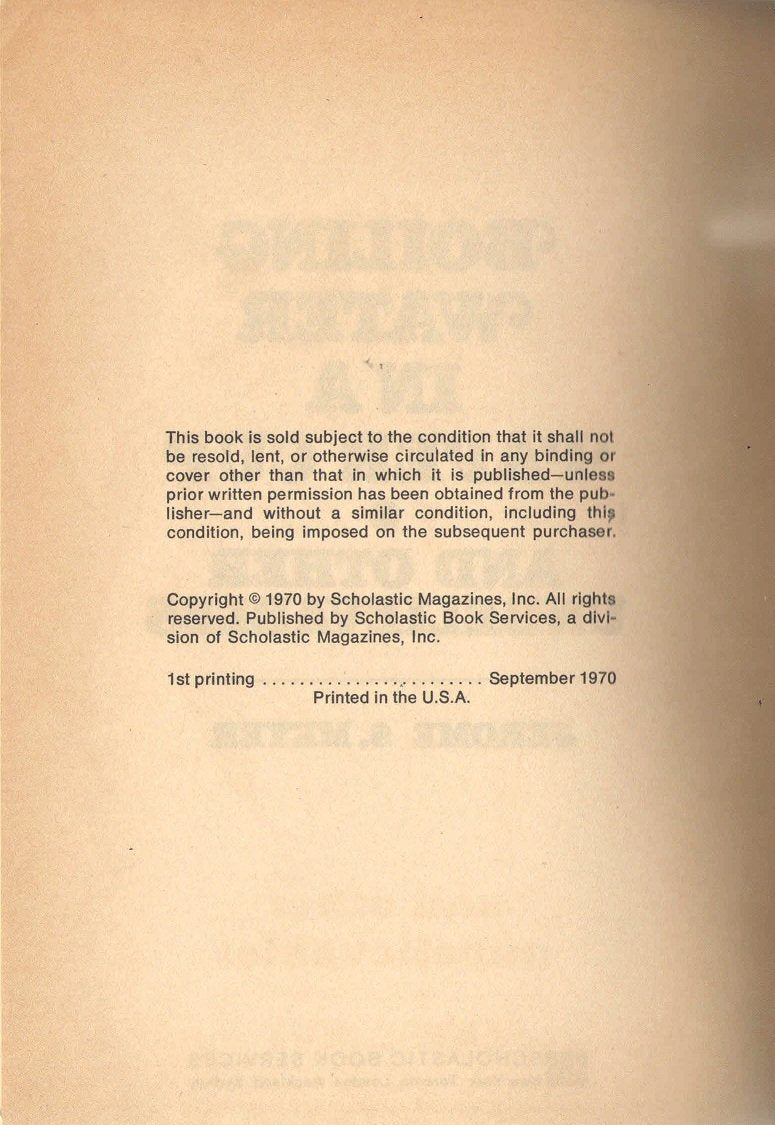 This book is sold subject to the condition that it shall not
be resold, lent, or otherwise circulated in any binding or
cover other than that in which it is published—unless
prior written permission has been obtained from the pub-
lisher—and without a similar condition, including this
condition, being imposed on the subsequent purchaser.
Copyright © 1970 by Scholastic Magazines, Inc. All rights
reserved. Published by Scholastic Book Services, a divi-
sion of Scholastic Magazines, Inc.
1st printing ........................ September 1970
Printed in the U.S.A.